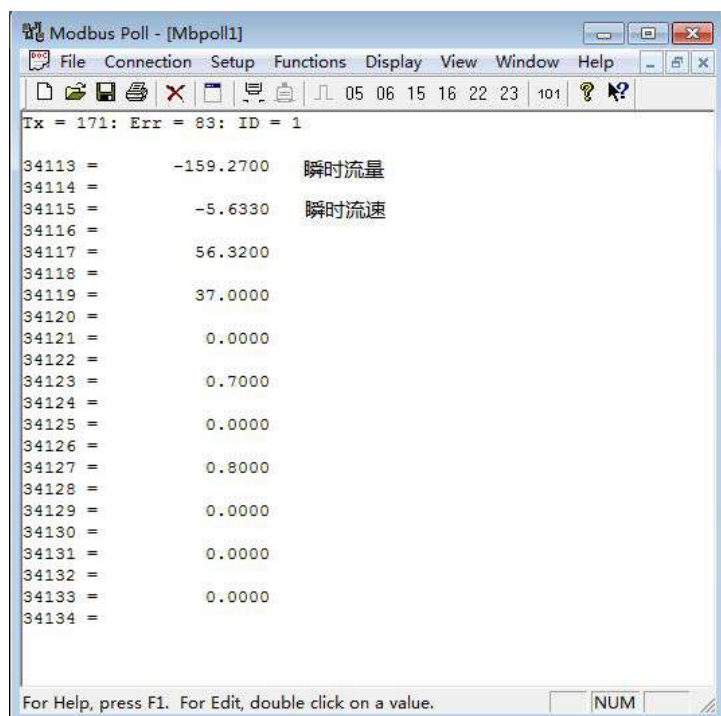 Modbus Poll - [Mbpoll1]
File Connection Setup Functions Display View Window Help
05 06 15 16 22 23 101
Tx = 171: Err = 83: ID = 1
34113 = -159.2700 瞬时流量
34114 =
34115 = -5.6330 瞬时流速
34116 =
34117 = 56.3200
34118 =
34119 = 37.0000
34120 =
34121 = 0.0000
34122 =
34123 = 0.7000
34124 =
34125 = 0.0000
34126 =
34127 = 0.8000
34128 =
34129 = 0.0000
34130 =
34131 = 0.0000
34132 =
34133 = 0.0000
34134 =
For Help, press F1. For Edit, double click on a value. NUM